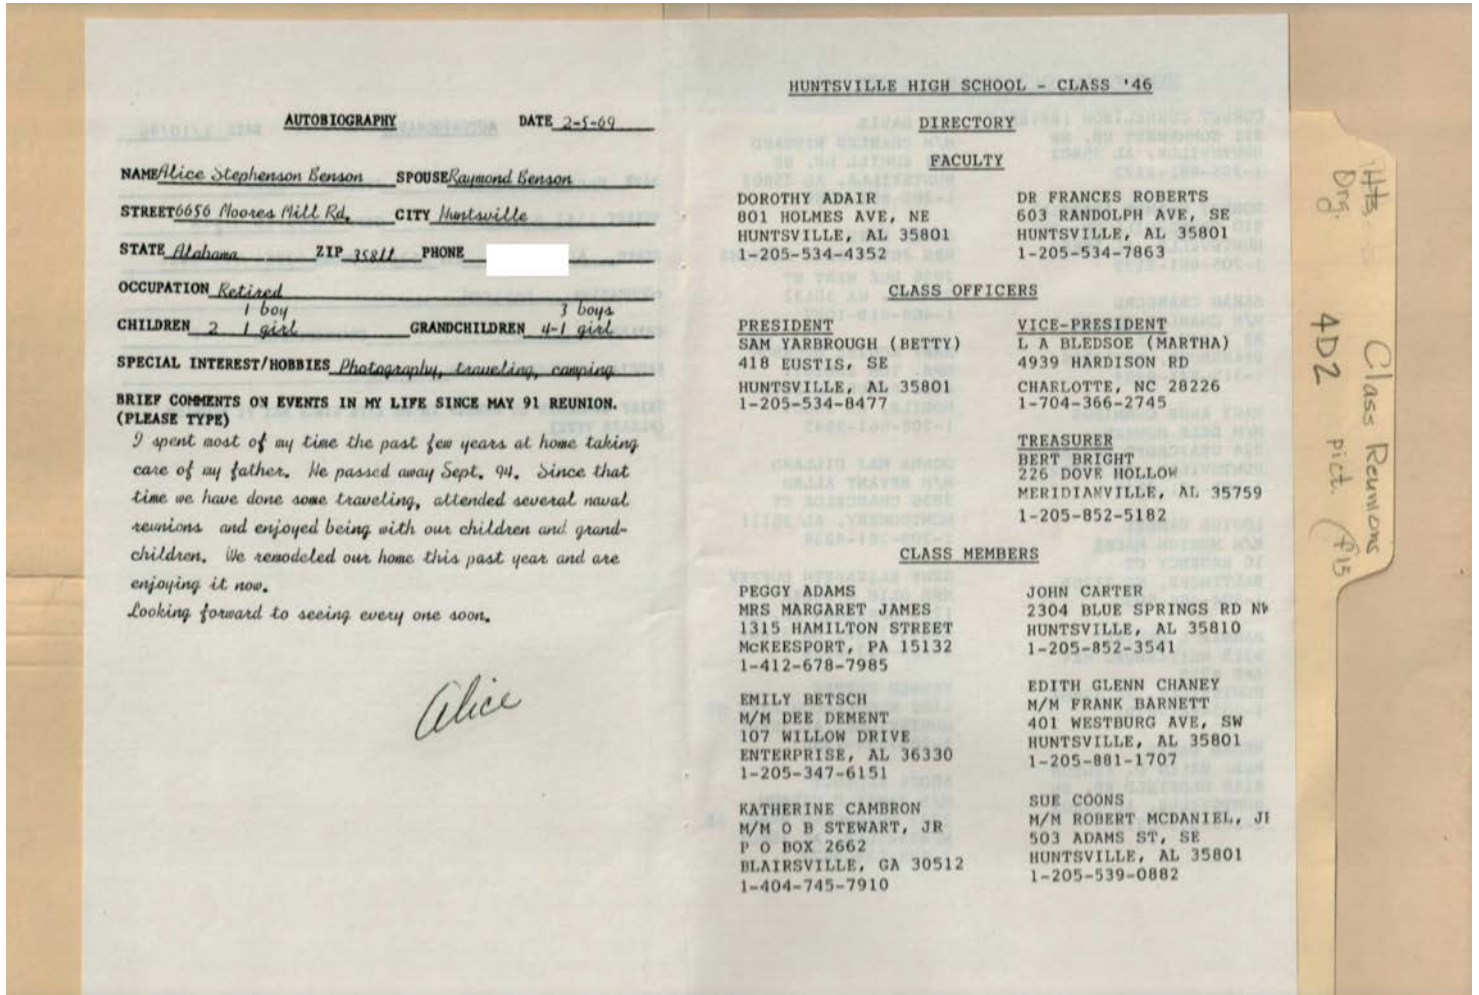 AUTOBIOGRAPHY DATE 2-5-69
NAME Alice Stephenson Benson SPOUSE Raymond Benson
STREET 6656 Moores Mill Rd. CITY Huntsville
STATE Alabama ZIP 35811 PHONE
OCCUPATION Retired
1 boy 3 boys
CHILDREN 2 1 girl GRANDCHILDREN 4-1 girl
SPECIAL INTEREST/HOBBIES Photography, traveling, camping
BRIEF COMMENTS ON EVENTS IN MY LIFE SINCE MAY 91 REUNION.
(PLEASE TYPE)
I spent most of my time the past few years at home taking
care of my father. He passed away Sept. 94. Since that
time we have done some traveling, attended several naval
reunions and enjoyed being with our children and grand-
children. We remodeled our home this past year and are
enjoying it now.
Looking forward to seeing every one soon.
Alice
HUNTSVILLE HIGH SCHOOL - CLASS '46
DIRECTORY
FACULTY
DOROTHY ADAIR
801 HOLMES AVE, NE
HUNTSVILLE, AL 35801
1-205-534-4352
DR FRANCES ROBERTS
603 RANDOLPH AVE, SE
HUNTSVILLE, AL 35801
1-205-534-7863
CLASS OFFICERS
PRESIDENT
SAM YARBROUGH (BETTY)
418 EUSTIS, SE
HUNTSVILLE, AL 35801
1-205-534-8477
VICE-PRESIDENT
L A BLEDSOE (MARTHA)
4939 HARDISON RD
CHARLOTTE, NC 28226
1-704-366-2745
TREASURER
BERT BRIGHT
226 DOVE HOLLOW
MERIDIANVILLE, AL 35759
1-205-852-5182
CLASS MEMBERS
PEGGY ADAMS
MRS MARGARET JAMES
1315 HAMILTON STREET
McKEESPORT, PA 15132
1-412-678-7985
EMILY BETSCH
M/M DEE DEMENT
107 WILLOW DRIVE
ENTERPRISE, AL 36330
1-205-347-6151
KATHERINE CAMBRON
M/M O B STEWART, JR
P O BOX 2662
BLAIRSVILLE, GA 30512
1-404-745-7910
JOHN CARTER
2304 BLUE SPRINGS RD NW
HUNTSVILLE, AL 35810
1-205-852-3541
EDITH GLENN CHANEY
M/M FRANK BARNETT
401 WESTBURG AVE, SW
HUNTSVILLE, AL 35801
1-205-881-1707
SUE COONS
M/M ROBERT MCDANIEL,
503 ADAMS ST, SE
HUNTSVILLE, AL 35801
1-205-539-0882
Class Reunions
Org. 4D2 pict.